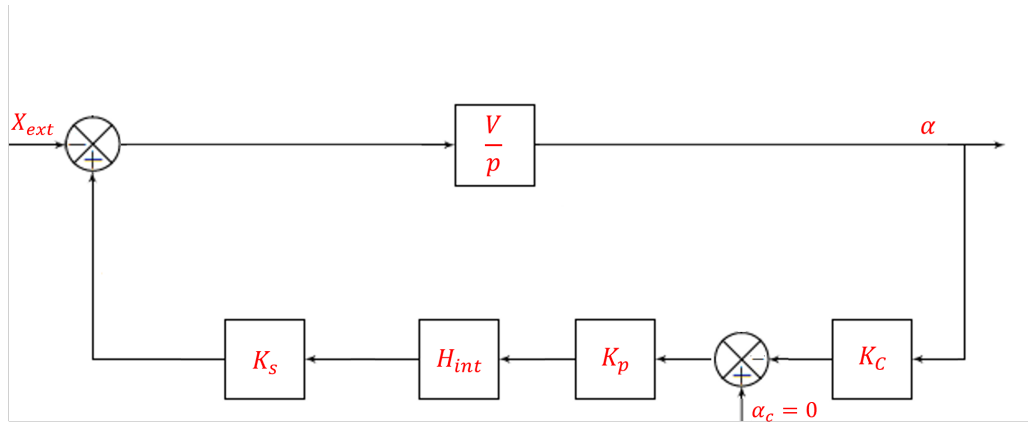 X_ext
−
+
V
p
α
K_s
H_int
K_p
−
+
K_C
α_c = 0